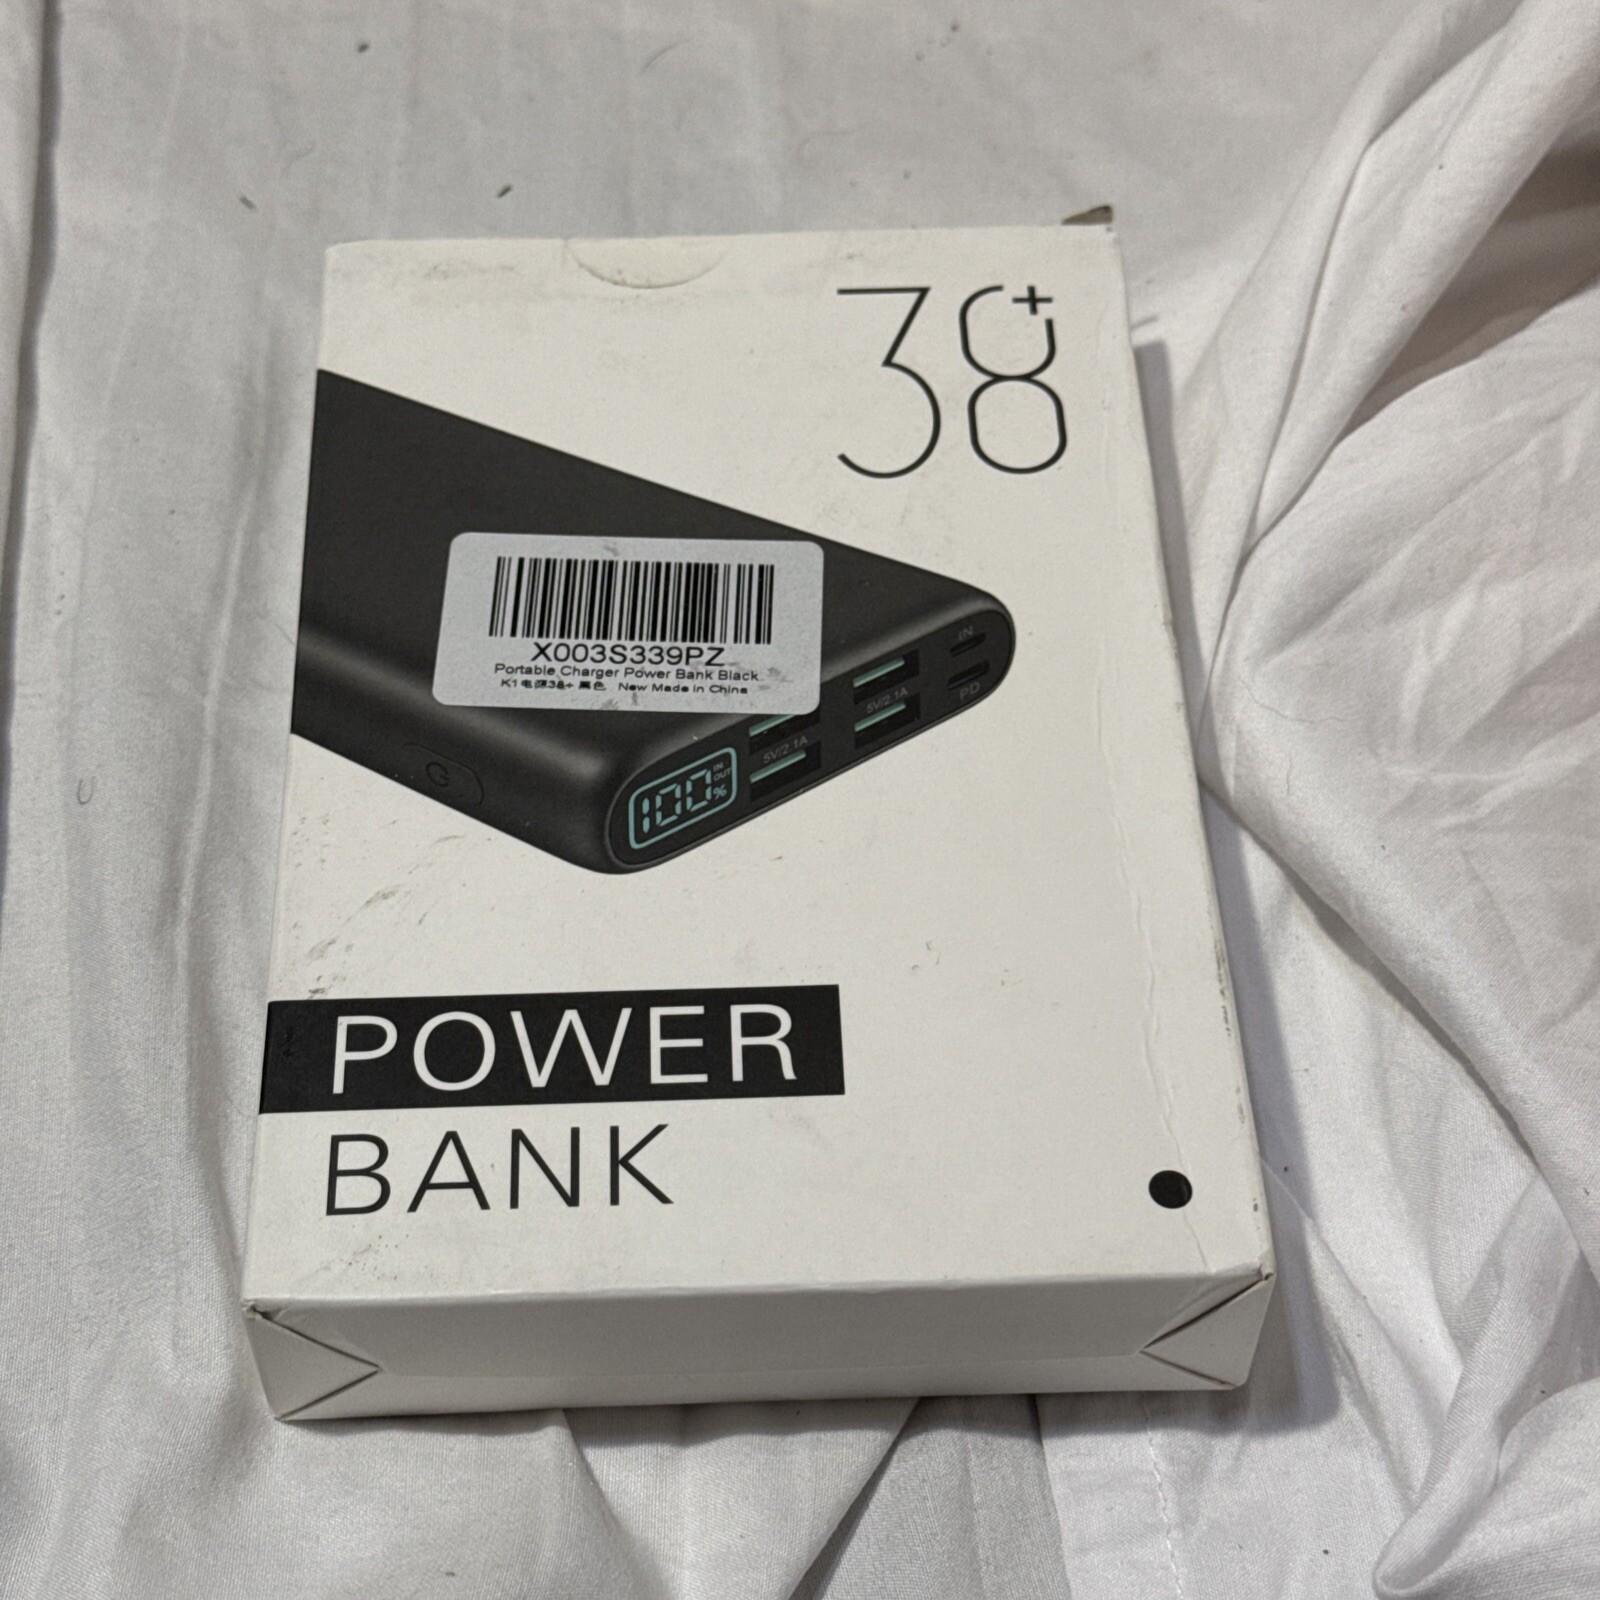 38+
X003S339PZ
Portable Charger Power Bank Black
K1电源38+ 黑色 New Made in China
IN
PD
5V/2.1A
5V/2.1A
100%
IN
OUT
POWER
BANK